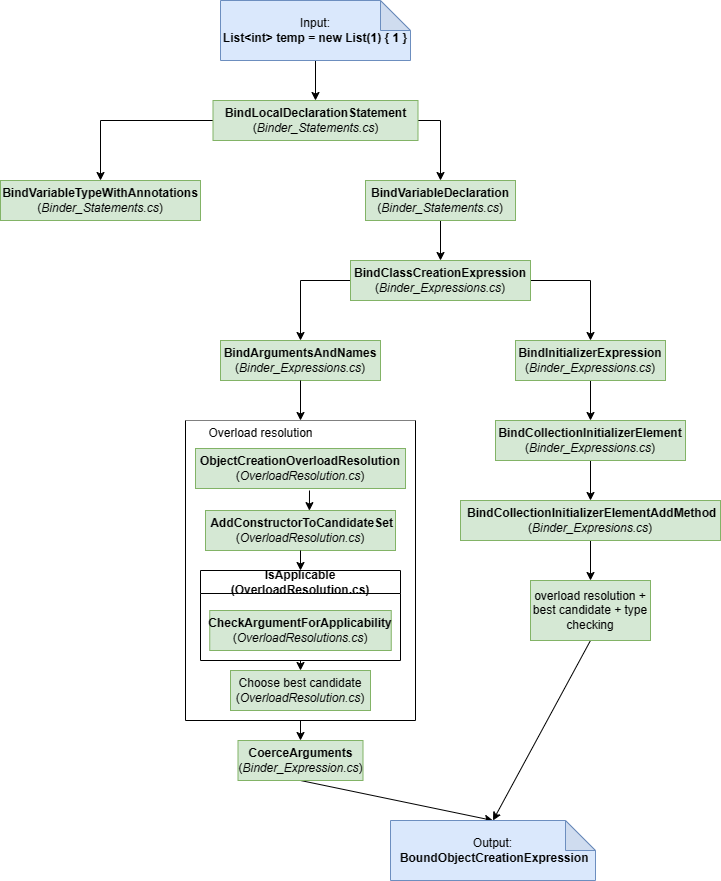 Input:
List<int> temp = new List(1) { 1 }
BindLocalDeclarationStatement
(Binder_Statements.cs)
BindVariableTypeWithAnnotations
(Binder_Statements.cs)
BindVariableDeclaration
(Binder_Statements.cs)
BindClassCreationExpression
(Binder_Expressions.cs)
BindArgumentsAndNames
(Binder_Expressions.cs)
BindInitializerExpression
(Binder_Expressions.cs)
Overload resolution
ObjectCreationOverloadResolution
(OverloadResolution.cs)
AddConstructorToCandidateSet
(OverloadResolution.cs)
IsApplicable
(OverloadResolution.cs)
CheckArgumentForApplicability
(OverloadResolutions.cs)
Choose best candidate
(OverloadResolution.cs)
CoerceArguments
(Binder_Expression.cs)
BindCollectionInitializerElement
(Binder_Expressions.cs)
BindCollectionInitializerElementAddMethod
(Binder_Expresions.cs)
overload resolution +
best candidate + type
checking
Output:
BoundObjectCreationExpression